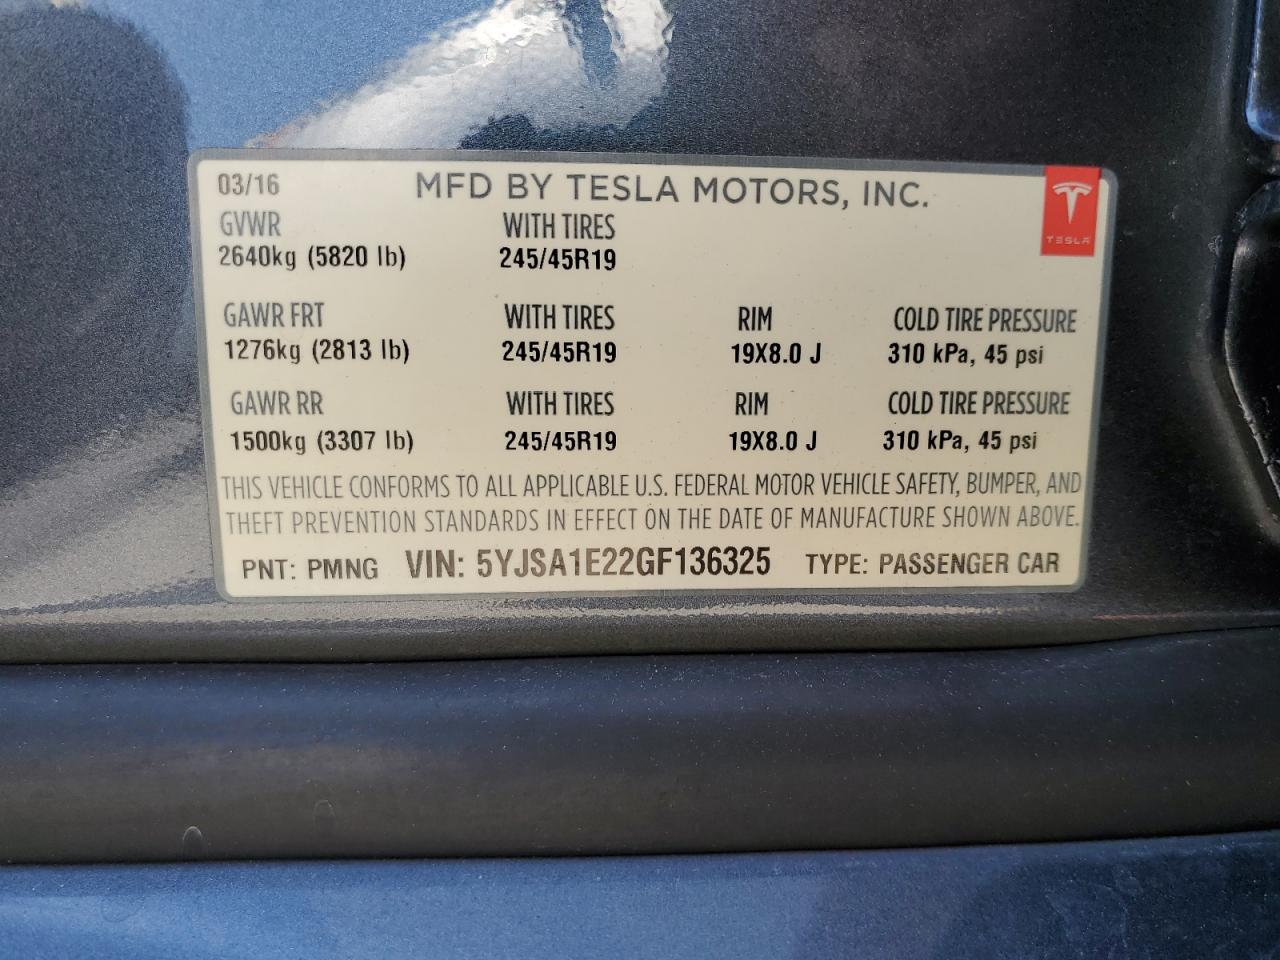 03/16 MFD BY TESLA MOTORS, INC.
TESLA
GVWR WITH TIRES
2640kg (5820 lb) 245/45R19
GAWR FRT WITH TIRES RIM COLD TIRE PRESSURE
1276kg (2813 lb) 245/45R19 19X8.0 J 310 kPa, 45 psi
GAWR RR WITH TIRES RIM COLD TIRE PRESSURE
1500kg (3307 lb) 245/45R19 19X8.0 J 310 kPa, 45 psi
THIS VEHICLE CONFORMS TO ALL APPLICABLE U.S. FEDERAL MOTOR VEHICLE SAFETY, BUMPER, AND
THEFT PREVENTION STANDARDS IN EFFECT ON THE DATE OF MANUFACTURE SHOWN ABOVE.
PNT: PMNG VIN: 5YJSA1E22GF136325 TYPE: PASSENGER CAR